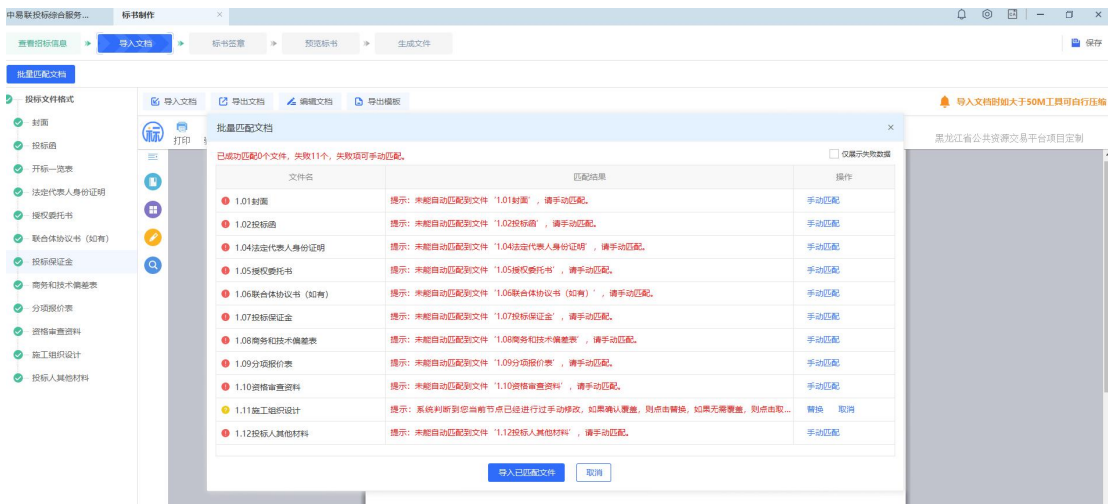 中易联投标综合服务...
标书制作
查看招标信息
导入文档
标书签章
预览标书
生成文件
保存
批量匹配文档
投标文件格式
封面
投标函
开标一览表
法定代表人身份证明
授权委托书
联合体协议书（如有）
投标保证金
商务和技术偏差表
分项报价表
资格审查资料
施工组织设计
投标人其他材料
导入文档 导出文档 编辑文档 导出模板
导入文档时如大于50M工具可自行压缩
标
打印
黑龙江省公共资源交易平台项目定制
批量匹配文档
已成功匹配0个文件，失败11个，失败项可手动匹配。
仅展示失败数据
文件名 匹配结果 操作
1.01封面 提示：未能自动匹配到文件‘1.01封面’，请手动匹配。 手动匹配
1.02投标函 提示：未能自动匹配到文件‘1.02投标函’，请手动匹配。 手动匹配
1.04法定代表人身份证明 提示：未能自动匹配到文件‘1.04法定代表人身份证明’，请手动匹配。 手动匹配
1.05授权委托书 提示：未能自动匹配到文件‘1.05授权委托书’，请手动匹配。 手动匹配
1.06联合体协议书（如有） 提示：未能自动匹配到文件‘1.06联合体协议书（如有）’，请手动匹配。 手动匹配
1.07投标保证金 提示：未能自动匹配到文件‘1.07投标保证金’，请手动匹配。 手动匹配
1.08商务和技术偏差表 提示：未能自动匹配到文件‘1.08商务和技术偏差表’，请手动匹配。 手动匹配
1.09分项报价表 提示：未能自动匹配到文件‘1.09分项报价表’，请手动匹配。 手动匹配
1.10资格审查资料 提示：未能自动匹配到文件‘1.10资格审查资料’，请手动匹配。 手动匹配
1.11施工组织设计 提示：系统判断到您当前节点已经进行过手动修改，如果确认覆盖，则点击替换，如果无需覆盖，则点击取... 替换 取消
1.12投标人其他材料 提示：未能自动匹配到文件‘1.12投标人其他材料’，请手动匹配。 手动匹配
导入已匹配文件 取消